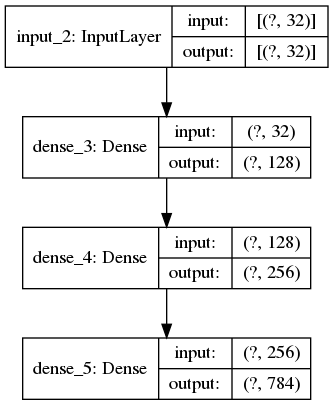 input_2: InputLayer
input: [(?, 32)]
output: [(?, 32)]
dense_3: Dense
input: (?, 32)
output: (?, 128)
dense_4: Dense
input: (?, 128)
output: (?, 256)
dense_5: Dense
input: (?, 256)
output: (?, 784)